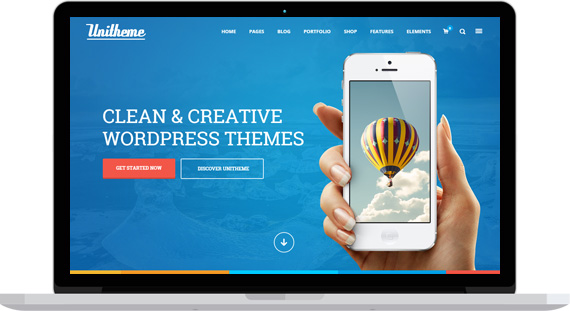 Unitheme
HOME PAGES BLOG PORTFOLIO SHOP FEATURES ELEMENTS
CLEAN & CREATIVE
WORDPRESS THEMES
GET STARTED NOW DISCOVER UNITHEME